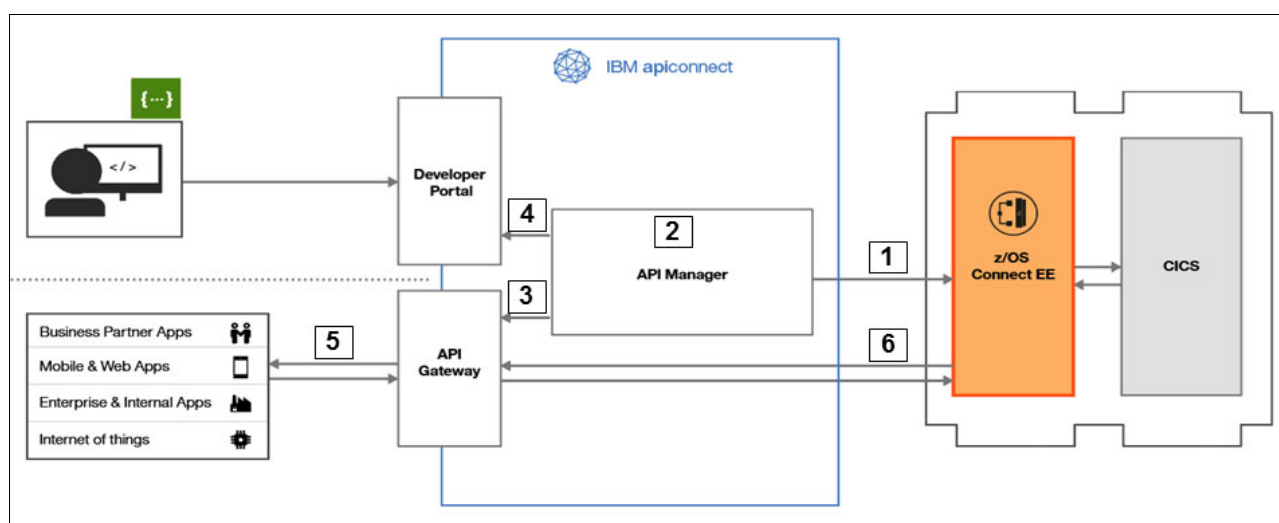 IBM apiconnect
{...}
</>
Developer
Portal
4
2
API Manager
1
z/OS
Connect EE
CICS
3
Business Partner Apps
Mobile & Web Apps
Enterprise & Internal Apps
Internet of things
5
API
Gateway
6